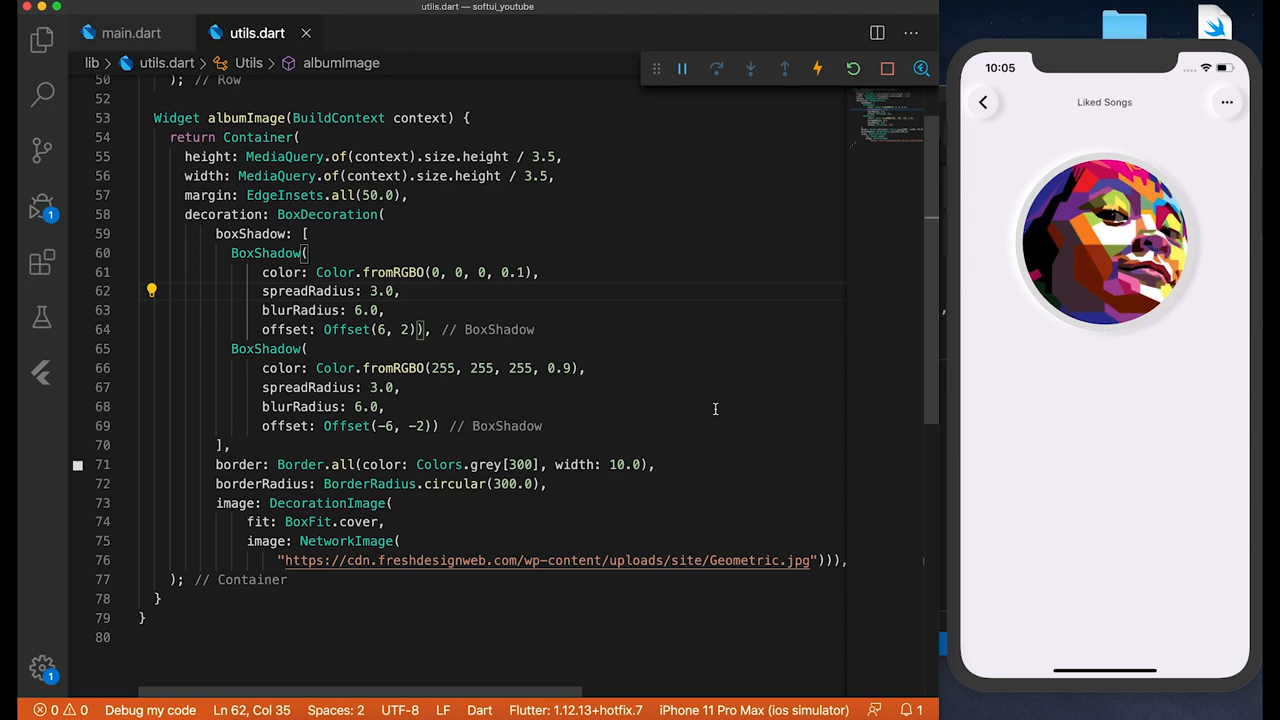 utils.dart — softui_youtube
main.dart
utils.dart
lib > utils.dart > Utils > albumImage
50 ); // Row
52
53 Widget albumImage(BuildContext context) {
54 return Container(
55 height: MediaQuery.of(context).size.height / 3.5,
56 width: MediaQuery.of(context).size.height / 3.5,
57 margin: EdgeInsets.all(50.0),
58 decoration: BoxDecoration(
59 boxShadow: [
60 BoxShadow(
61 color: Color.fromRGBO(0, 0, 0, 0.1),
62 spreadRadius: 3.0,
63 blurRadius: 6.0,
64 offset: Offset(6, 2)), // BoxShadow
65 BoxShadow(
66 color: Color.fromRGBO(255, 255, 255, 0.9),
67 spreadRadius: 3.0,
68 blurRadius: 6.0,
69 offset: Offset(-6, -2)) // BoxShadow
70 ],
71 border: Border.all(color: Colors.grey[300], width: 10.0),
72 borderRadius: BorderRadius.circular(300.0),
73 image: DecorationImage(
74 fit: BoxFit.cover,
75 image: NetworkImage(
76 "https://cdn.freshdesignweb.com/wp-content/uploads/site/Geometric.jpg"))),
77 ); // Container
78 }
79 }
80
1
1
0 0 Debug my code Ln 62, Col 35 Spaces: 2 UTF-8 LF Dart Flutter: 1.12.13+hotfix.7 iPhone 11 Pro Max (ios simulator) 1
10:05
Liked Songs